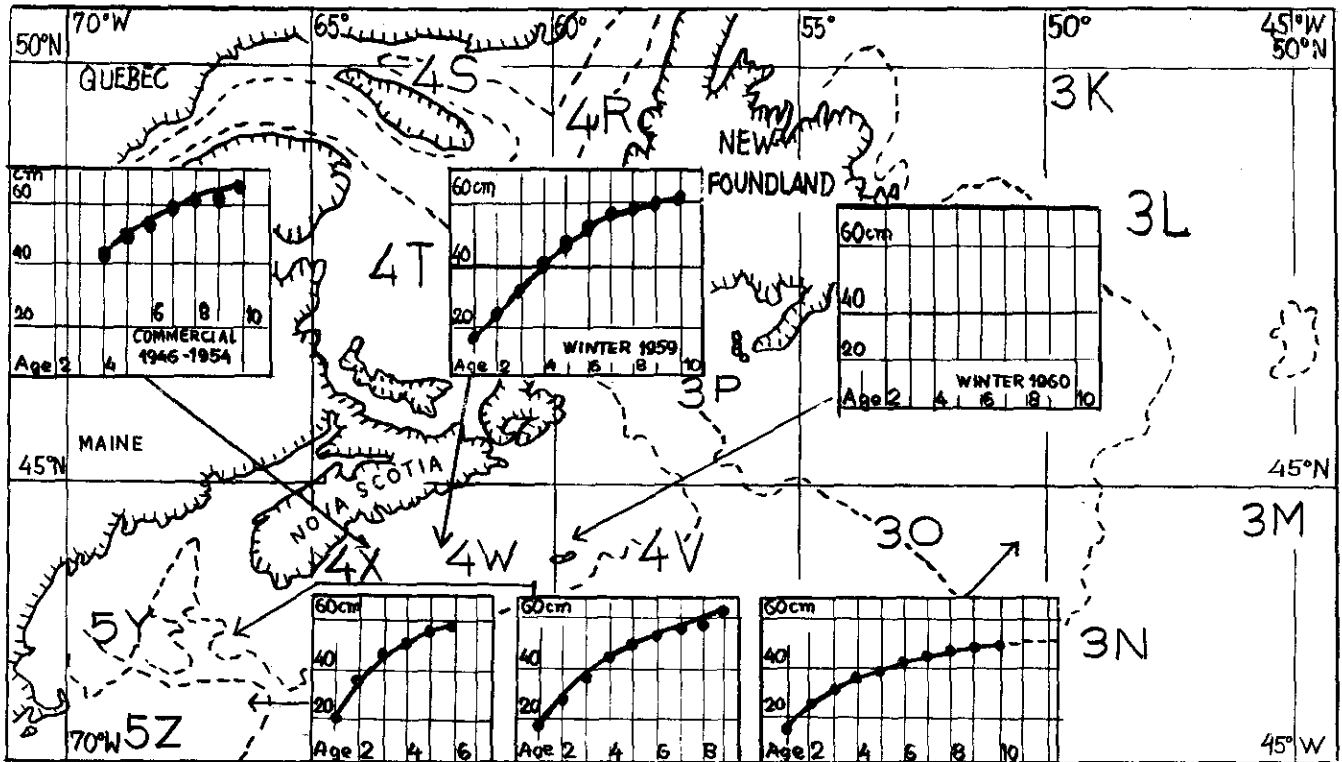 70°W 65° 60° 55° 50° 45°W
50°N 50°N
QUEBEC 4S 3K
4R
NEW
FOUNDLAND
3L
4T
cm
60
40
20
6 8 10
COMMERCIAL
1946-1954
Age 2 4
60cm
40
20
WINTER 1959
Age 2 4 6 8 10
60cm
40
20
WINTER 1960
Age 2 4 6 8 10
3P
MAINE
45°N 45°N
NOVA SCOTIA
3M
3O
4X 4W 4V
5Y
3N
60cm
40
20
Age 2 4 6
60cm
40
20
Age 2 4 6 8
60cm
40
20
Age 2 4 6 8 10
70°W 5Z 45°W